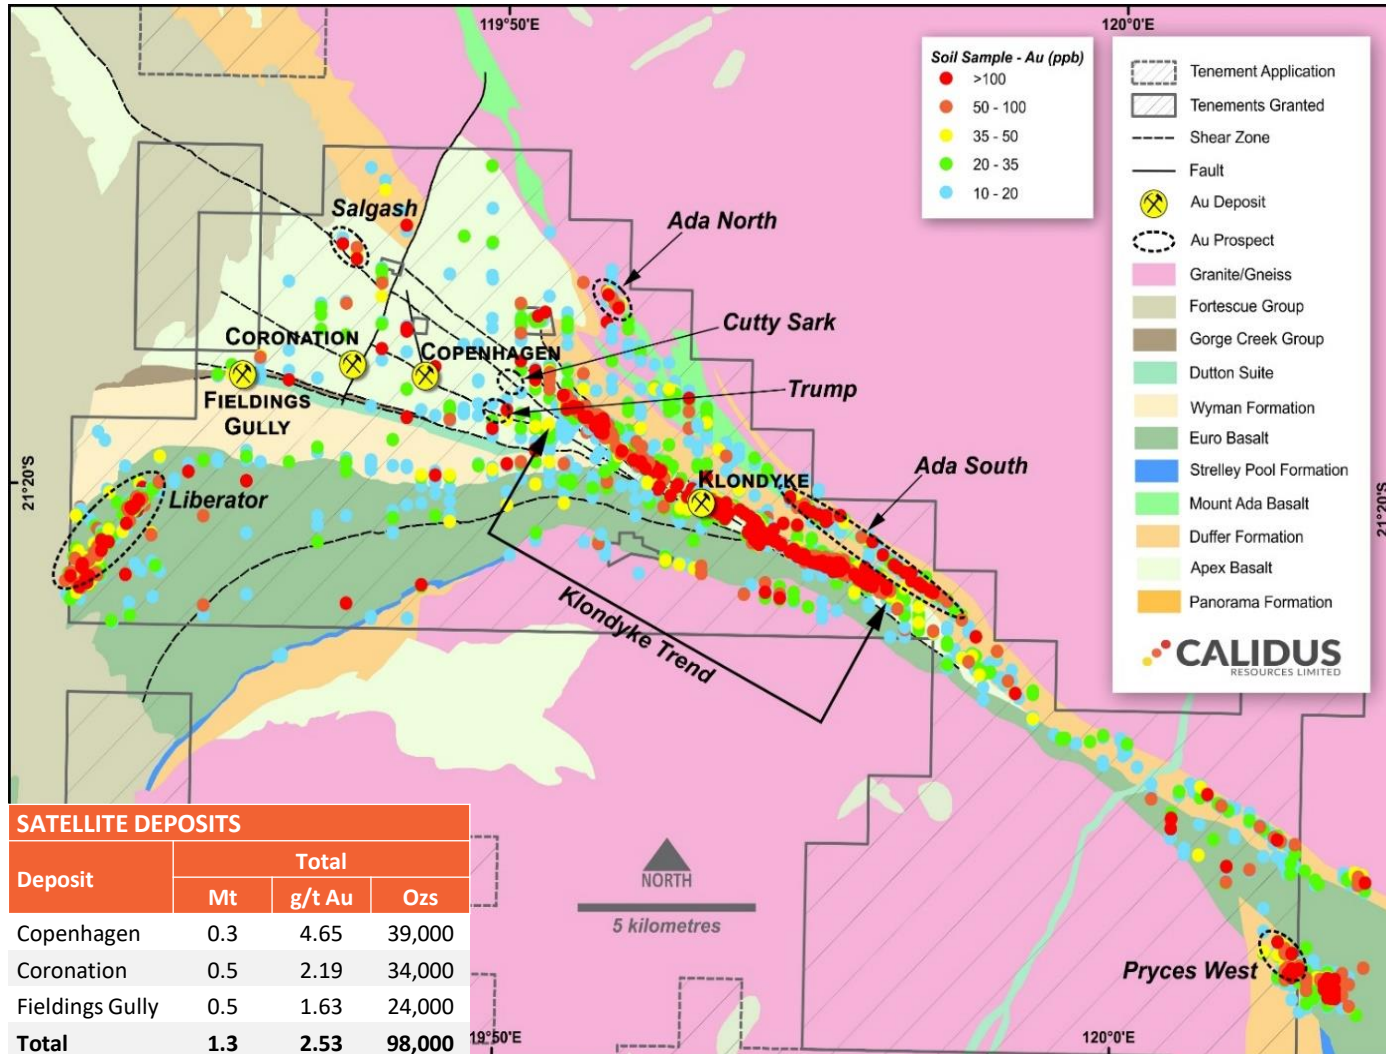 119°50'E
120°0'E
Soil Sample - Au (ppb)
>100
50 - 100
35 - 50
20 - 35
10 - 20
Tenement Application
Tenements Granted
Shear Zone
Fault
Au Deposit
Au Prospect
Granite/Gneiss
Fortescue Group
Gorge Creek Group
Dutton Suite
Wyman Formation
Euro Basalt
Strelley Pool Formation
Mount Ada Basalt
Duffer Formation
Apex Basalt
Panorama Formation
CALIDUS
RESOURCES LIMITED
Salgash
Ada North
Cutty Sark
CORONATION
COPENHAGEN
FIELDINGS
GULLY
Trump
Ada South
KLONDYKE
21°20'S
21°20'S
Liberator
Klondyke Trend
NORTH
5 kilometres
Pryces West
SATELLITE DEPOSITS
Deposit Total
Mt g/t Au Ozs
Copenhagen 0.3 4.65 39,000
Coronation 0.5 2.19 34,000
Fieldings Gully 0.5 1.63 24,000
Total 1.3 2.53 98,000
19°50'E
120°0'E